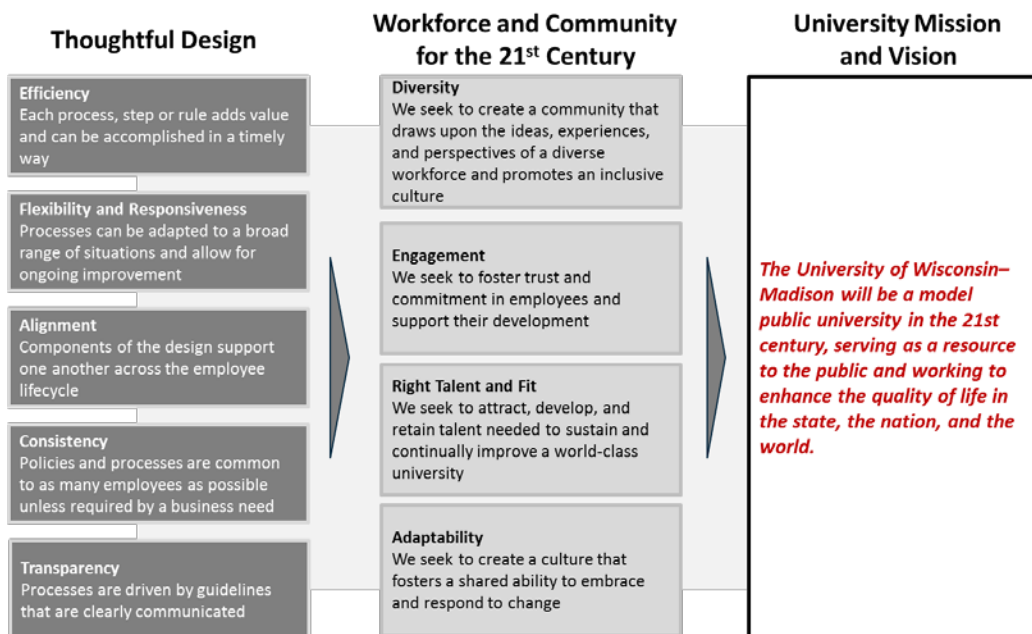 Thoughtful Design
Efficiency
Each process, step or rule adds value
and can be accomplished in a timely
way
Flexibility and Responsiveness
Processes can be adapted to a broad
range of situations and allow for
ongoing improvement
Alignment
Components of the design support
one another across the employee
lifecycle
Consistency
Policies and processes are common
to as many employees as possible
unless required by a business need
Transparency
Processes are driven by guidelines
that are clearly communicated
Workforce and Community
for the 21st Century
Diversity
We seek to create a community that
draws upon the ideas, experiences,
and perspectives of a diverse
workforce and promotes an inclusive
culture
Engagement
We seek to foster trust and
commitment in employees and
support their development
Right Talent and Fit
We seek to attract, develop, and
retain talent needed to sustain and
continually improve a world-class
university
Adaptability
We seek to create a culture that
fosters a shared ability to embrace
and respond to change
University Mission
and Vision
The University of Wisconsin–
Madison will be a model
public university in the 21st
century, serving as a resource
to the public and working to
enhance the quality of life in
the state, the nation, and the
world.